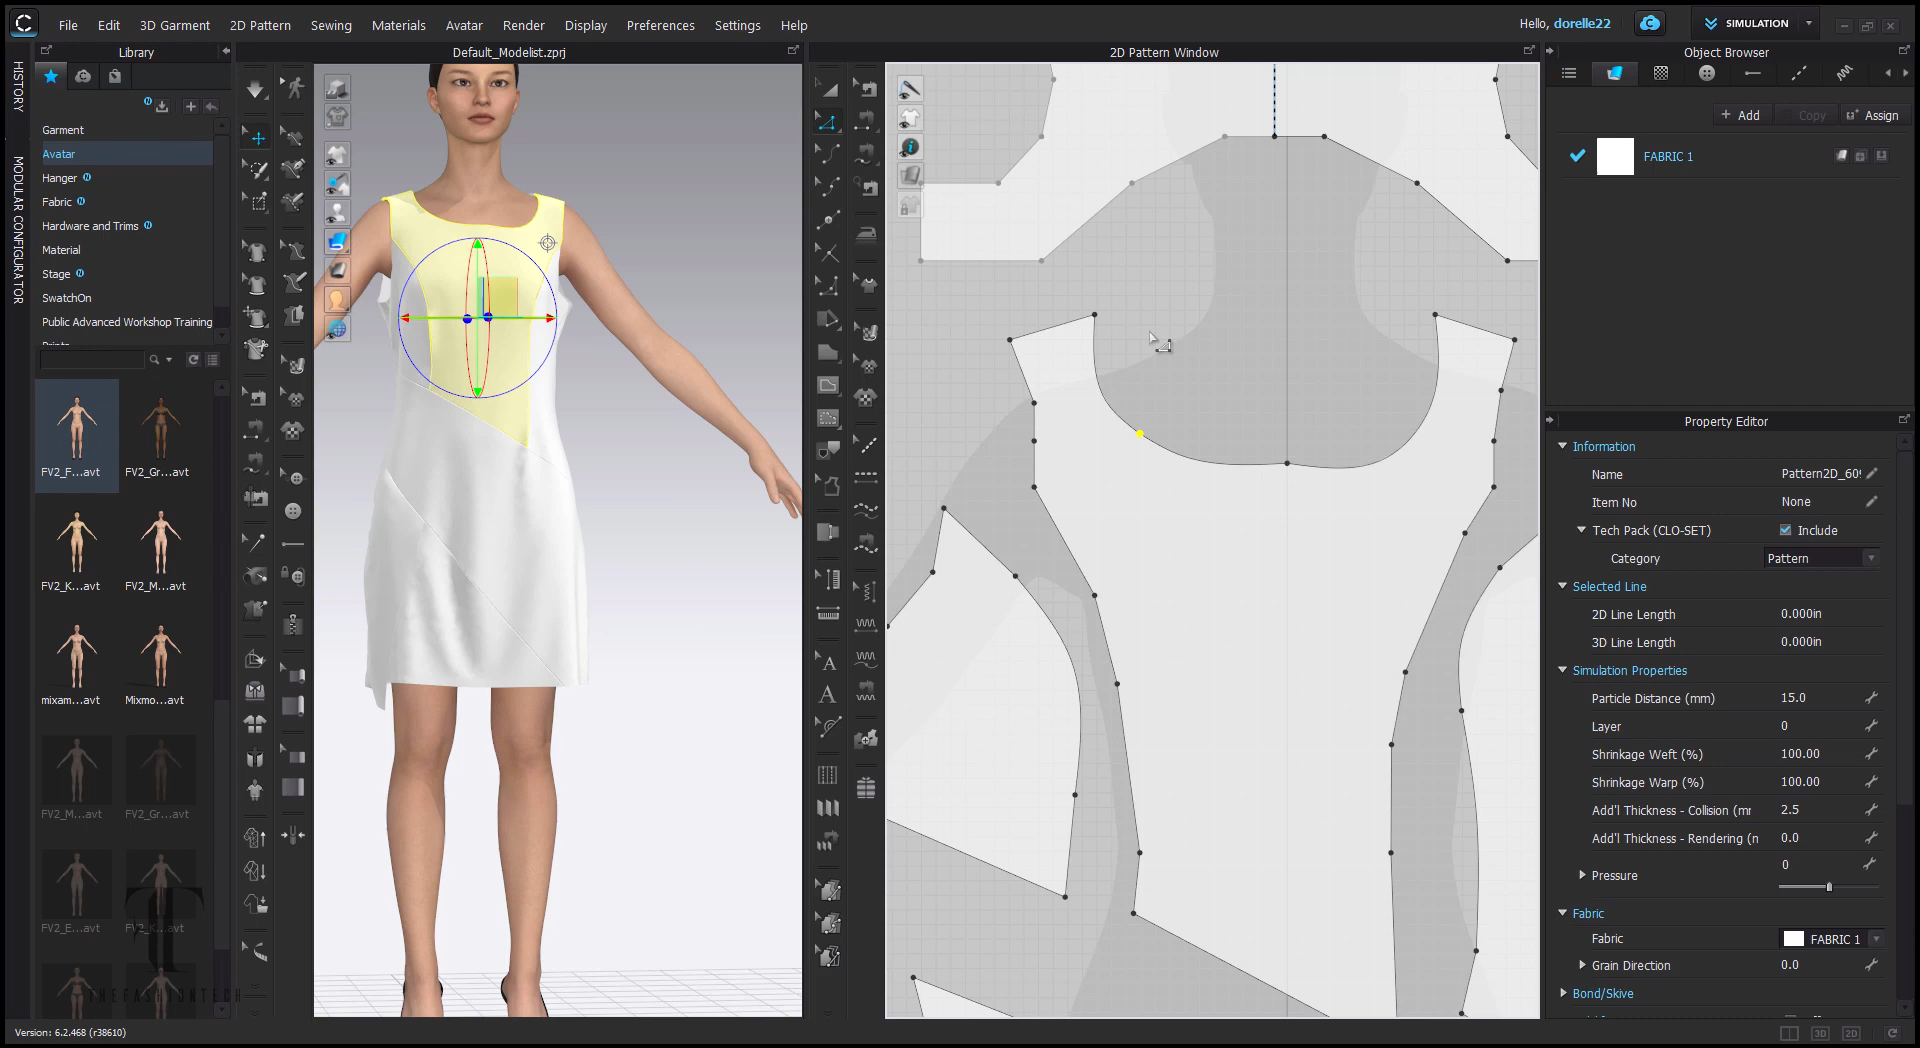 File Edit 3D Garment 2D Pattern Sewing Materials Avatar Render Display Preferences Settings Help
Hello, dorelle22
SIMULATION
Library
Default_Modelist.zprj
2D Pattern Window
Object Browser
HISTORY
MODULAR CONFIGURATOR
Garment
Avatar
Hanger
Fabric
Hardware and Trims
Material
Stage
SwatchOn
Public Advanced Workshop Training
FV2_F...avt
FV2_Gr...avt
FV2_K...avt
FV2_M...avt
mixam...avt
Mixmo...avt
FV2_M...avt
FV2_Gr...avt
FV2_E...avt
FV2_K...avt
THEFASHIONTECH
Version: 6.2.468 (r38610)
+ Add
Copy
Assign
FABRIC 1
Property Editor
Information
Name Pattern2D_609
Item No None
Tech Pack (CLO-SET) Include
Category Pattern
Selected Line
2D Line Length 0.000in
3D Line Length 0.000in
Simulation Properties
Particle Distance (mm) 15.0
Layer 0
Shrinkage Weft (%) 100.00
Shrinkage Warp (%) 100.00
Add'l Thickness - Collision (mr 2.5
Add'l Thickness - Rendering (n 0.0
Pressure 0
Fabric
Fabric FABRIC 1
Grain Direction 0.0
Bond/Skive
3D
2D